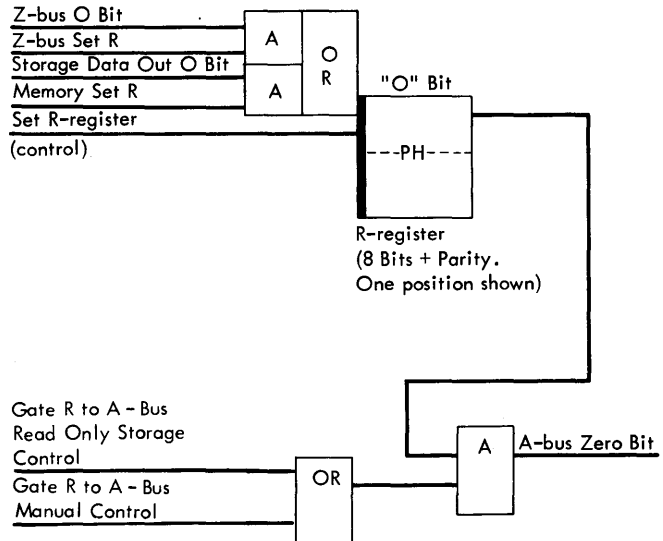 Z-bus O Bit
Z-bus Set R
Storage Data Out O Bit
Memory Set R
Set R-register
(control)
A
A
O
R
"O" Bit
PH
R-register
(8 Bits + Parity.
One position shown)
Gate R to A - Bus
Read Only Storage
Control
Gate R to A - Bus
Manual Control
OR
A
A-bus Zero Bit